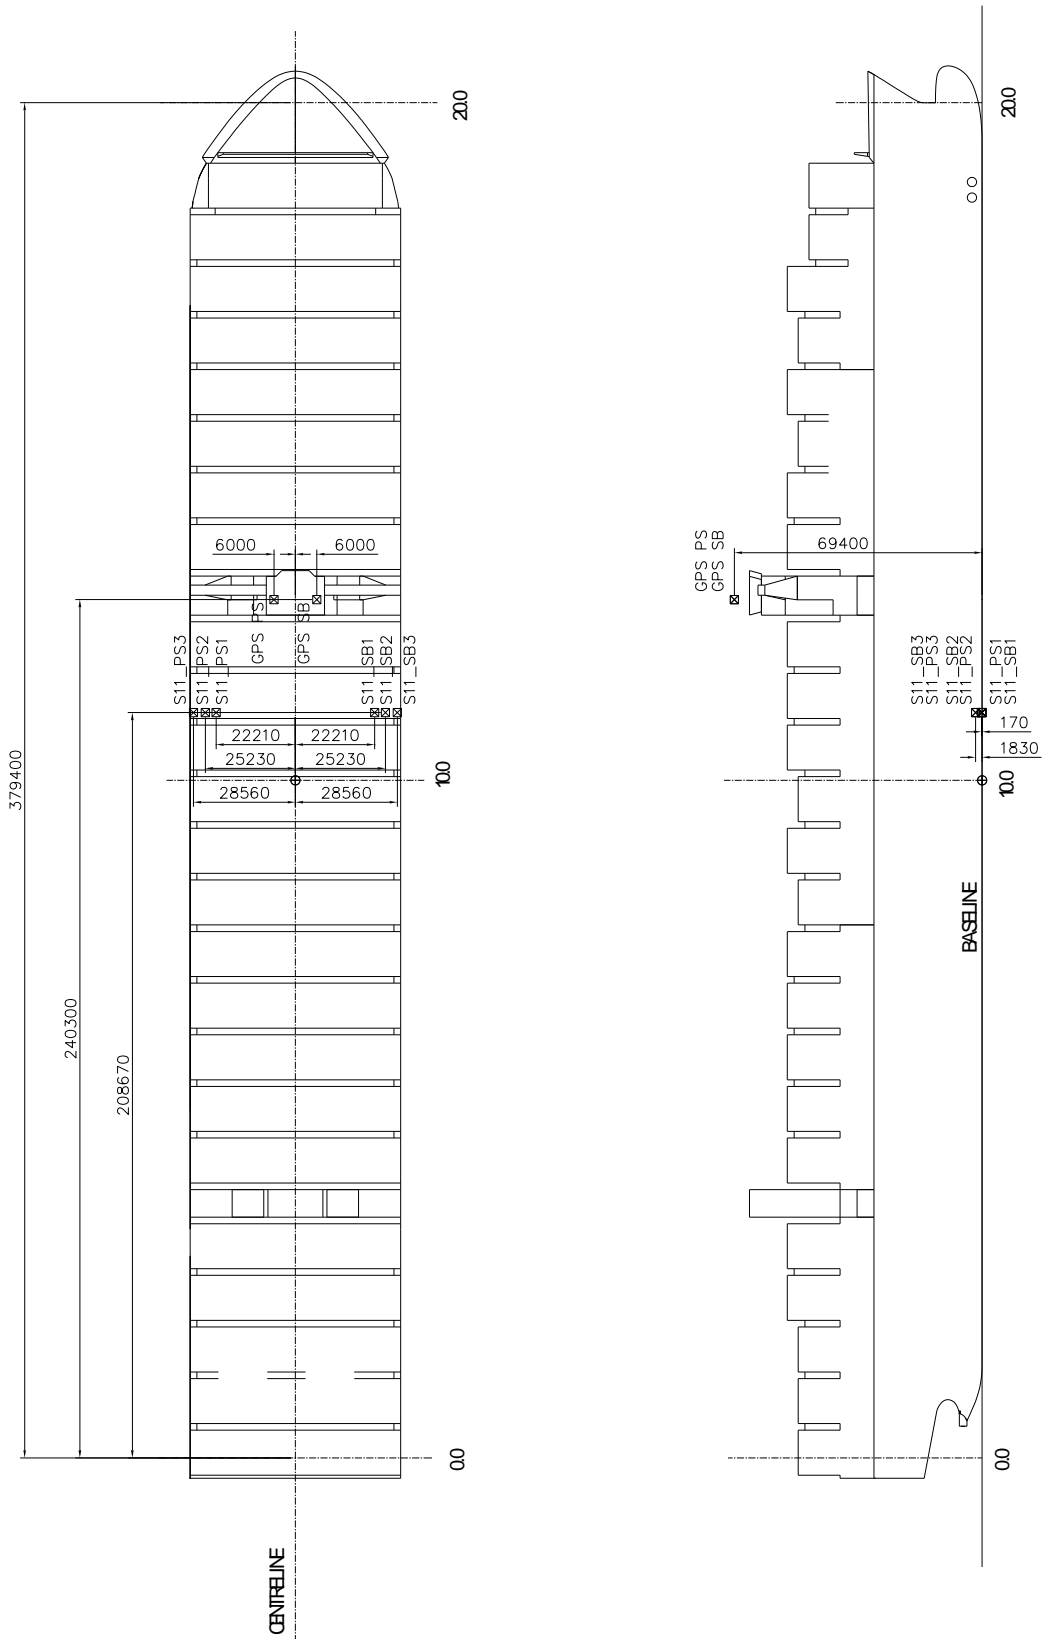 20.0
20.0
6000
6000
69400
GPS PS
GPS SB
GPS PS
GPS SB
S11_PS3
S11_PS2
S11_PS1
S11_SB1
S11_SB2
S11_SB3
S11_SB3
S11_PS3
S11_SB2
S11_PS2
S11_PS1
S11_SB1
22210
22210
25230
25230
28560
28560
170
1830
10.0
10.0
379400
240300
208670
BASELINE
0.0
0.0
CENTRELINE